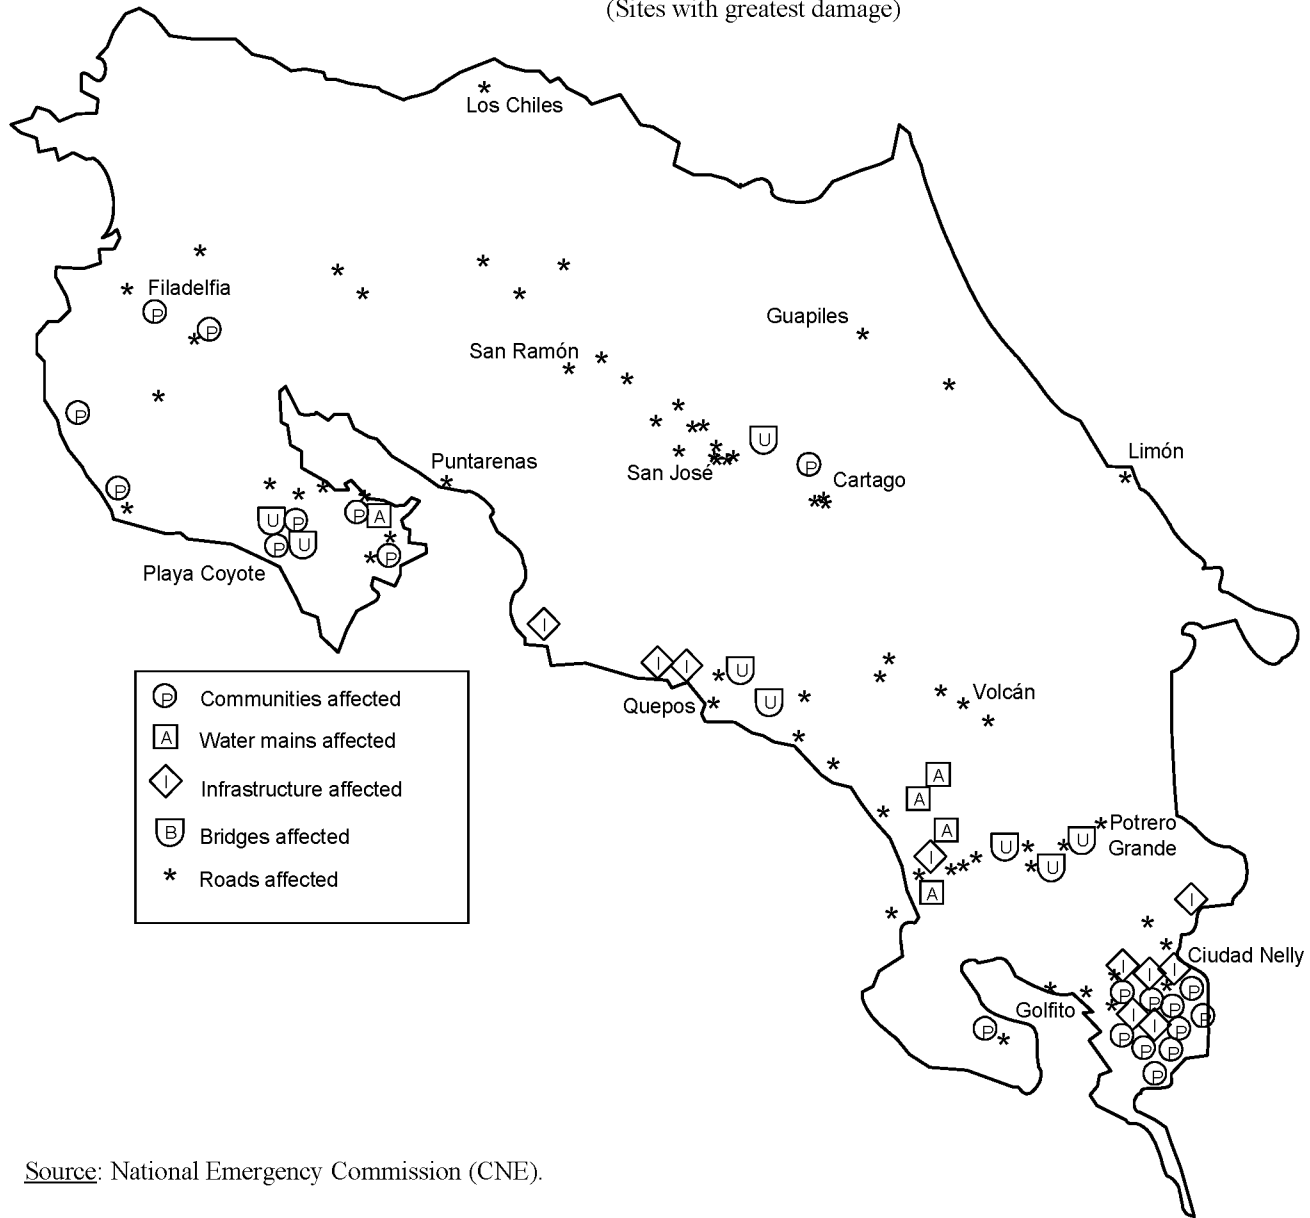 (Sites with greatest damage)
Los Chiles
Filadelfia
P
P
Guapiles
San Ramón
P
Limón
Puntarenas
U
San José
P
Cartago
P
U
P
P
A
P
U
P
Playa Coyote
I
I
I
U
Quepos
U
Volcán
P Communities affected
A Water mains affected
I Infrastructure affected
B Bridges affected
* Roads affected
A
A
A
I
A
U
U
U
Potrero
Grande
I
Ciudad Nelly
I
I
I
P
P
P
P
P
I
I
P
P
P
P
P
Golfito
P
Source: National Emergency Commission (CNE).